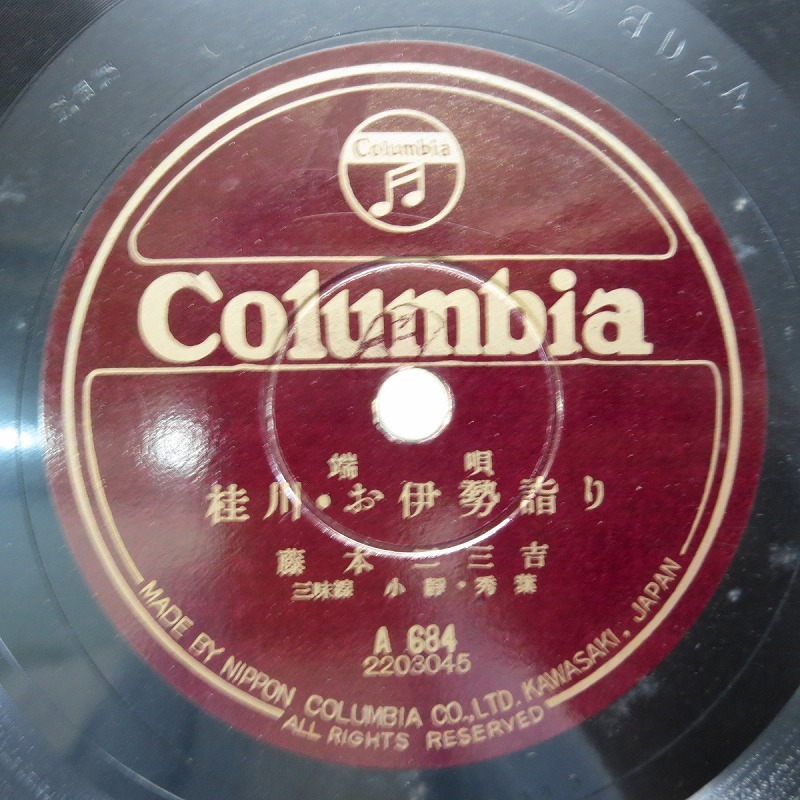 Columbia
Columbia
端唄
桂川・お伊勢詣り
藤本二三吉
三味線 小靜・秀葉
A 684
2203045
MADE BY NIPPON COLUMBIA CO.,LTD. KAWASAKI, JAPAN
ALL RIGHTS RESERVED